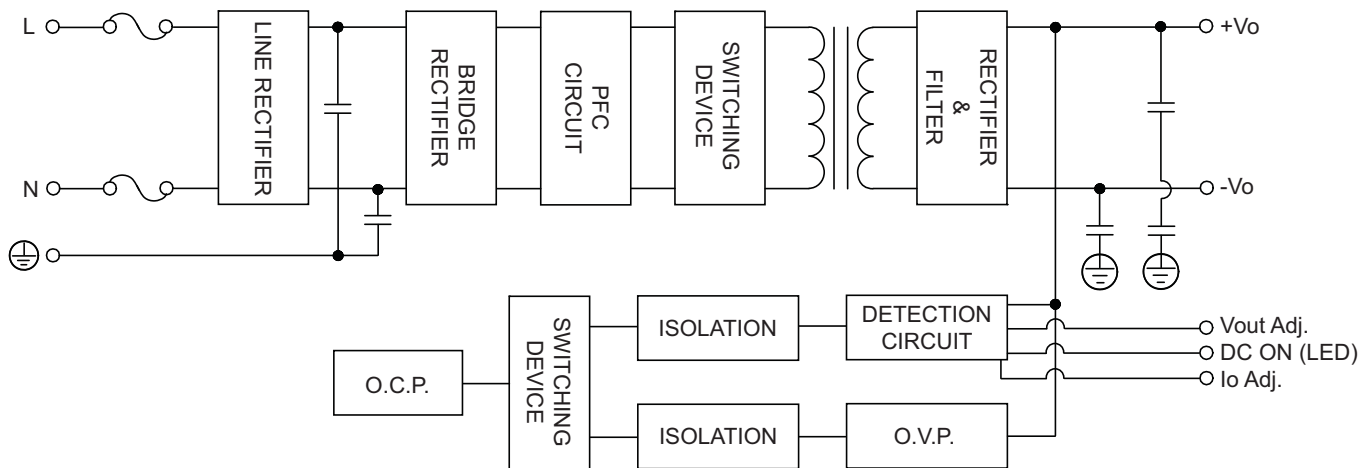 L
LINE RECTIFIER
BRIDGE
RECTIFIER
PFC
CIRCUIT
SWITCHING
DEVICE
RECTIFIER
&
FILTER
+Vo
N
-Vo
O.C.P.
SWITCHING
DEVICE
ISOLATION
DETECTION
CIRCUIT
Vout Adj.
DC ON (LED)
Io Adj.
ISOLATION
O.V.P.